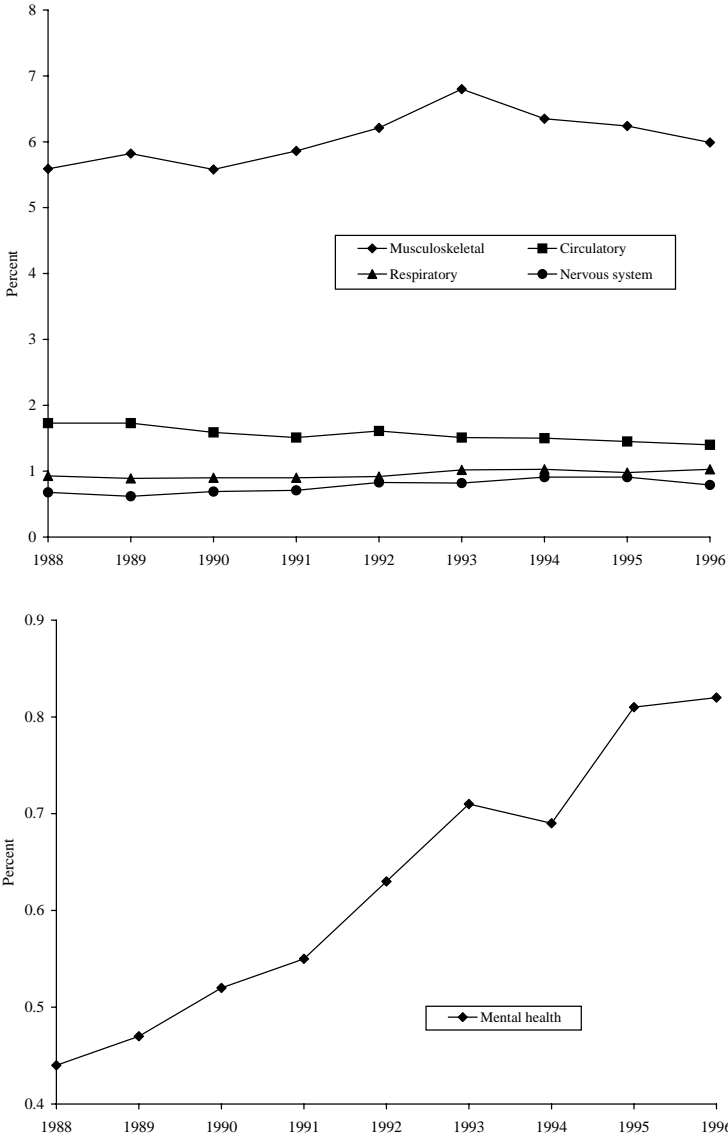 8
7
6
5
4
3
2
1
0
Percent
Musculoskeletal Circulatory
Respiratory Nervous system
1988 1989 1990 1991 1992 1993 1994 1995 1996
0.9
0.8
0.7
0.6
0.5
0.4
Percent
Mental health
1988 1989 1990 1991 1992 1993 1994 1995 1996